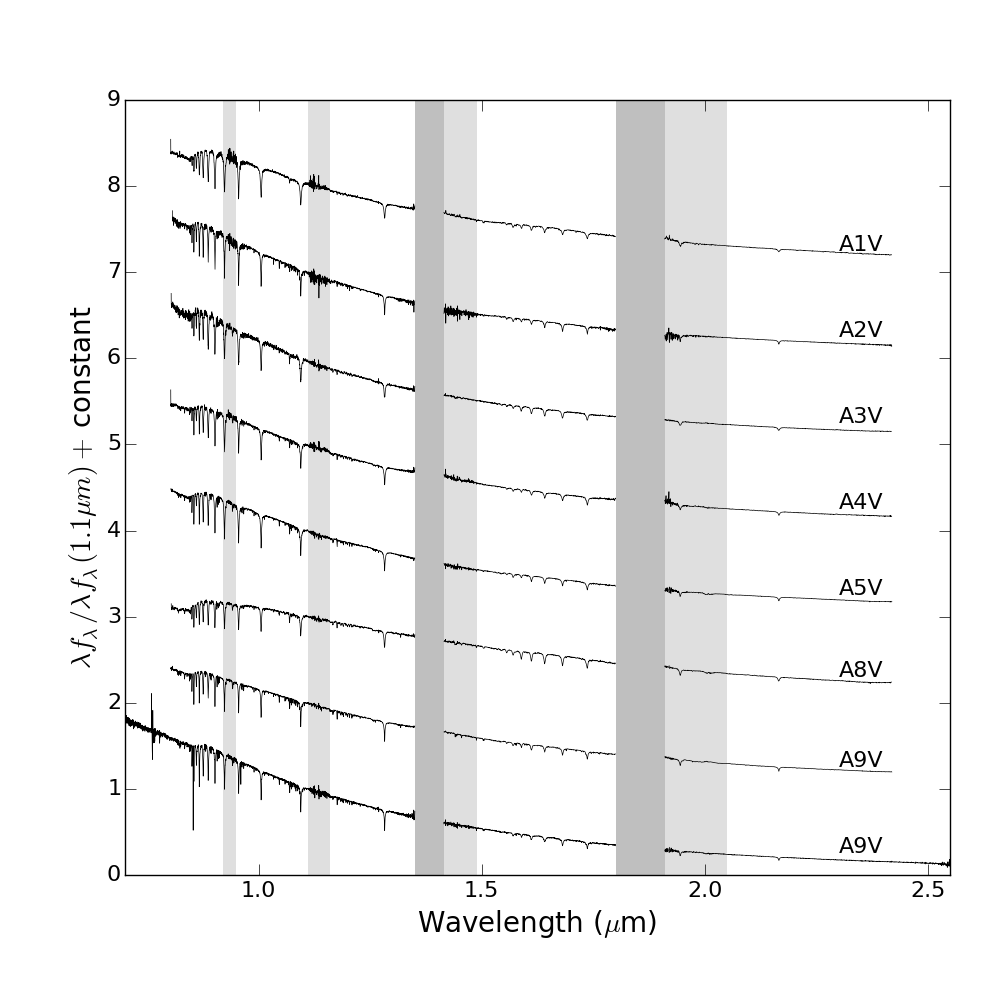 9
8
7
6
5
4
3
2
1
0
λf_λ/λf_λ(1.1μm) + constant
A1V
A2V
A3V
A4V
A5V
A8V
A9V
A9V
1.0 1.5 2.0 2.5
Wavelength (μm)